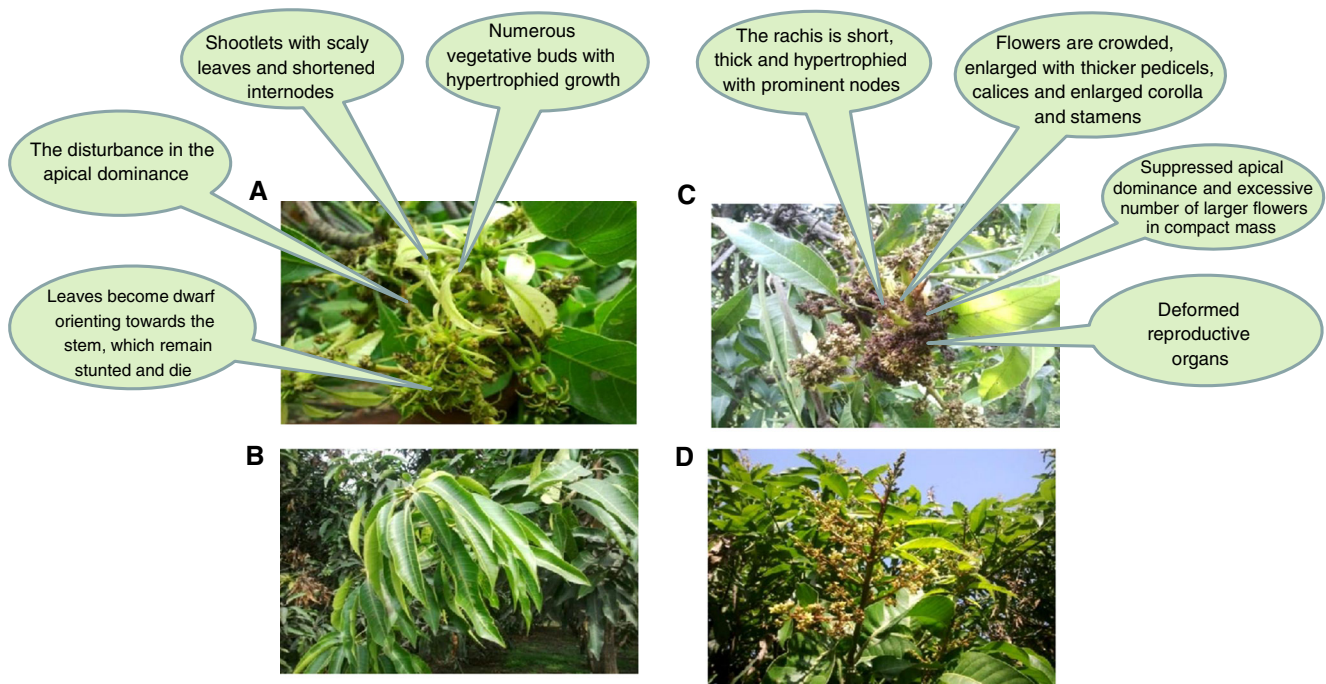 Shootlets with scaly
leaves and shortened
internodes
Numerous
vegetative buds with
hypertrophied growth
The disturbance in the
apical dominance
Leaves become dwarf
orienting towards the
stem, which remain
stunted and die
A
B
The rachis is short,
thick and hypertrophied
with prominent nodes
Flowers are crowded,
enlarged with thicker pedicels,
calices and enlarged corolla
and stamens
Suppressed apical
dominance and excessive
number of larger flowers
in compact mass
Deformed
reproductive
organs
C
D